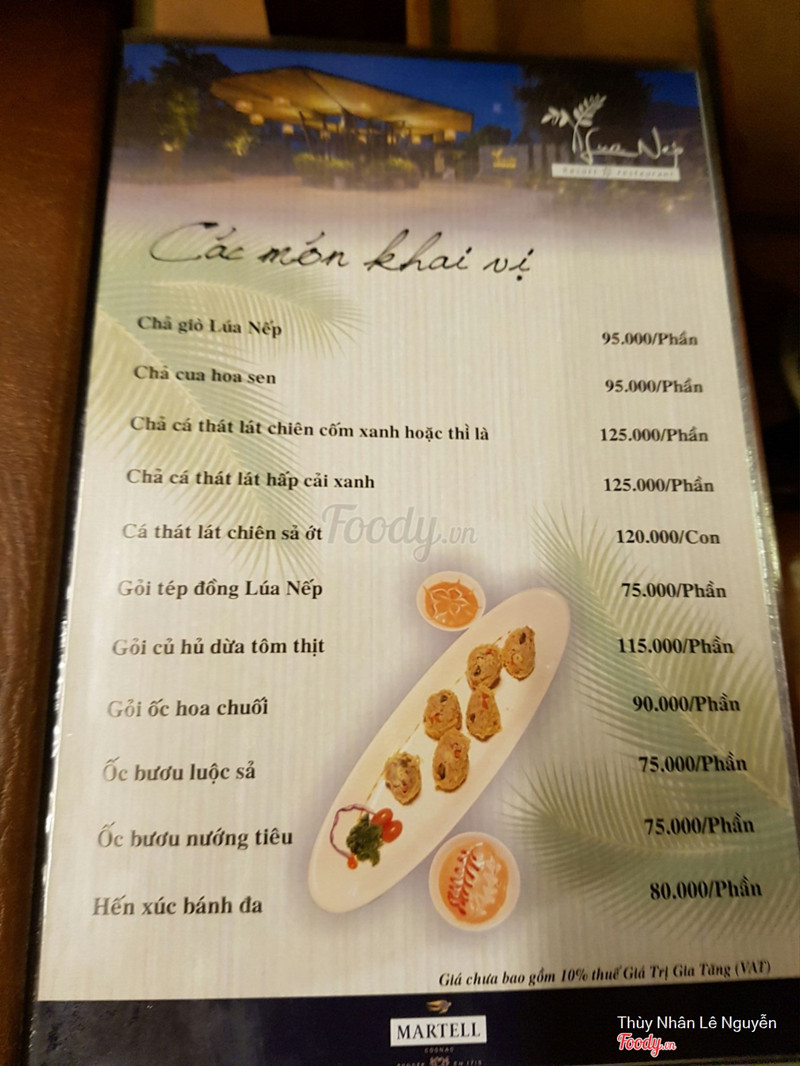 Lúa Nếp
Resort & restaurant
Các món khai vị
Chả giò Lúa Nếp 95.000/Phần
Chả cua hoa sen 95.000/Phần
Chả cá thát lát chiên cốm xanh hoặc thì là 125.000/Phần
Chả cá thát lát hấp cải xanh 125.000/Phần
Cá thát lát chiên sả ớt 120.000/Con
Foody.vn
Gỏi tép đồng Lúa Nếp 75.000/Phần
Gỏi củ hủ dừa tôm thịt 115.000/Phần
Gỏi ốc hoa chuối 90.000/Phần
Ốc bươu luộc sả 75.000/Phần
Ốc bươu nướng tiêu 75.000/Phần
Hến xúc bánh đa 80.000/Phần
Giá chưa bao gồm 10% thuế Giá Trị Gia Tăng (VAT)
MARTELL
COGNAC
Thùy Nhân Lê Nguyễn
Foody.vn